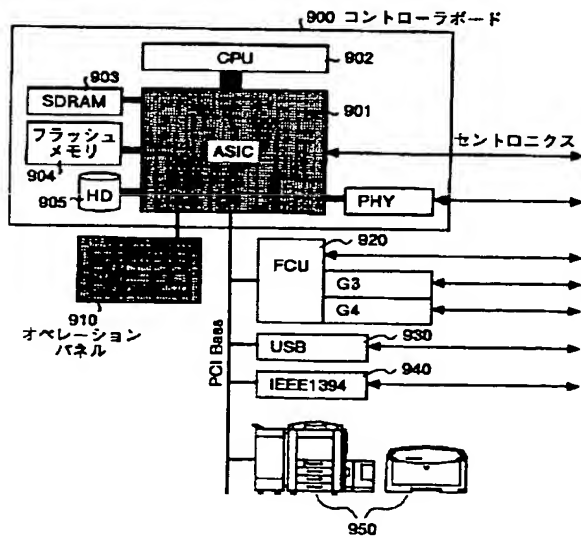 900 コントローラボード
CPU
902
903
SDRAM
901
フラッシュ
メモリ
904
ASIC
セントロニクス
905
HD
PHY
920
FCU
G3
G4
910
オペレーション
パネル
PCI Bass
930
USB
940
IEEE1394
950